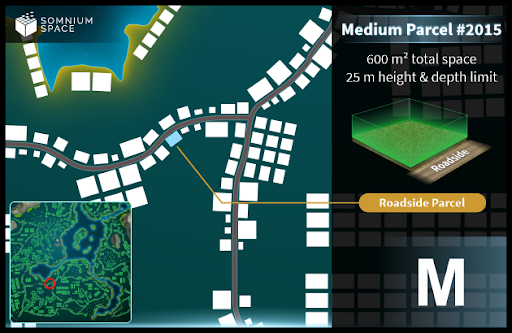 SOMNIUM
SPACE
Medium Parcel #2015
600 m² total space
25 m height & depth limit
Roadside
Roadside Parcel
M